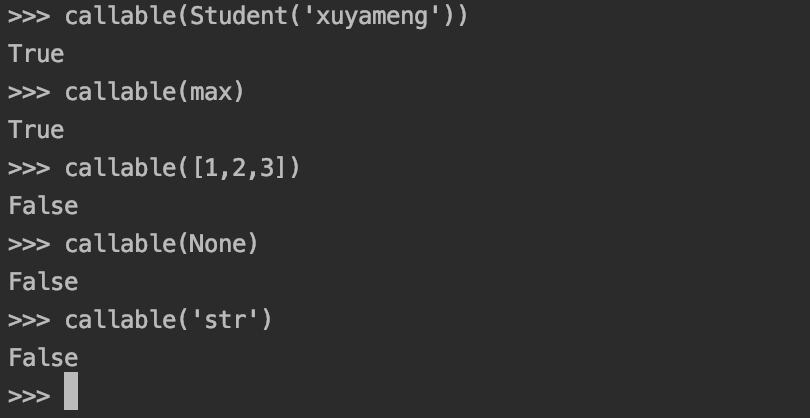 >>> callable(Student('xuyameng'))
True
>>> callable(max)
True
>>> callable([1,2,3])
False
>>> callable(None)
False
>>> callable('str')
False
>>>